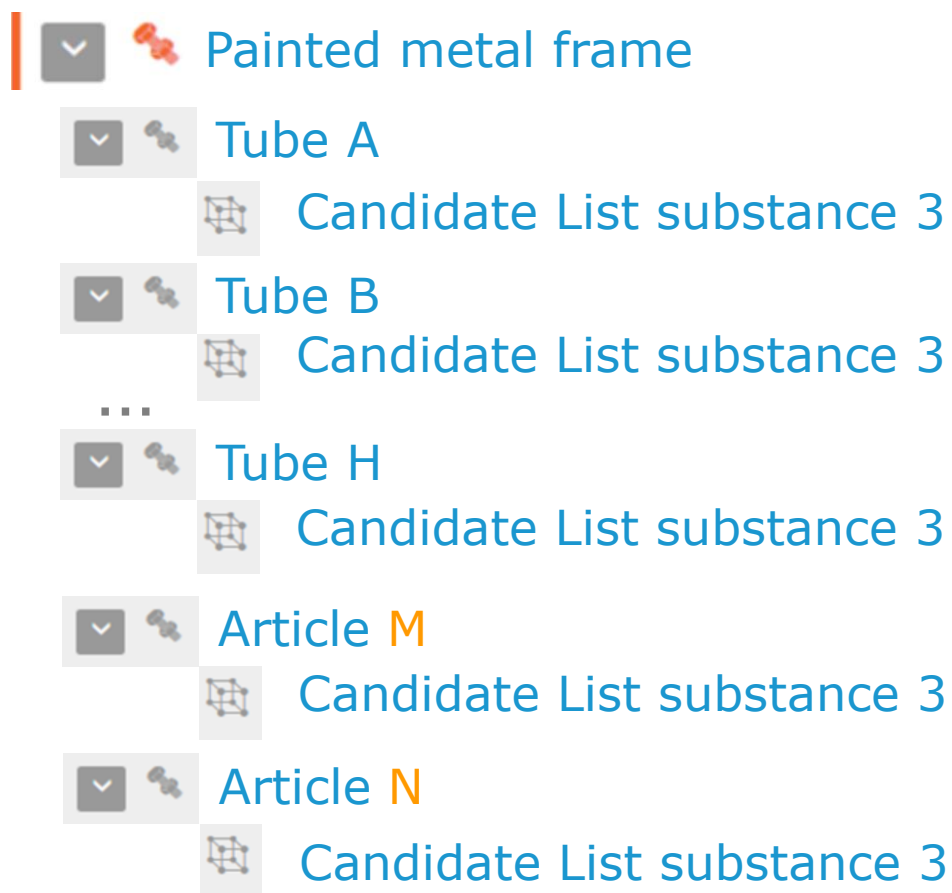 Painted metal frame
Tube A
Candidate List substance 3
Tube B
Candidate List substance 3
...
Tube H
Candidate List substance 3
Article M
Candidate List substance 3
Article N
Candidate List substance 3